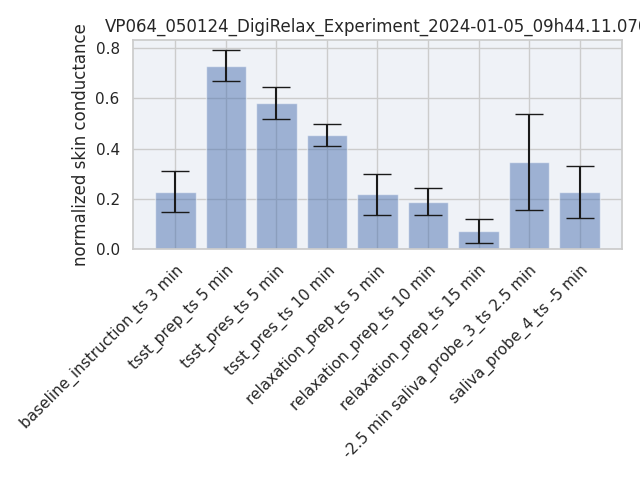 VP064_050124_DigiRelax_Experiment_2024-01-05_09h44.11.07
normalized skin conductance
0.8
0.6
0.4
0.2
0.0
baseline_instruction_ts 3 min
tsst_prep_ts 5 min
tsst_pres_ts 5 min
tsst_pres_ts 10 min
relaxation_prep_ts 5 min
relaxation_prep_ts 10 min
relaxation_prep_ts 15 min
-2.5 min saliva_probe_3_ts 2.5 min
saliva_probe_4_ts -5 min